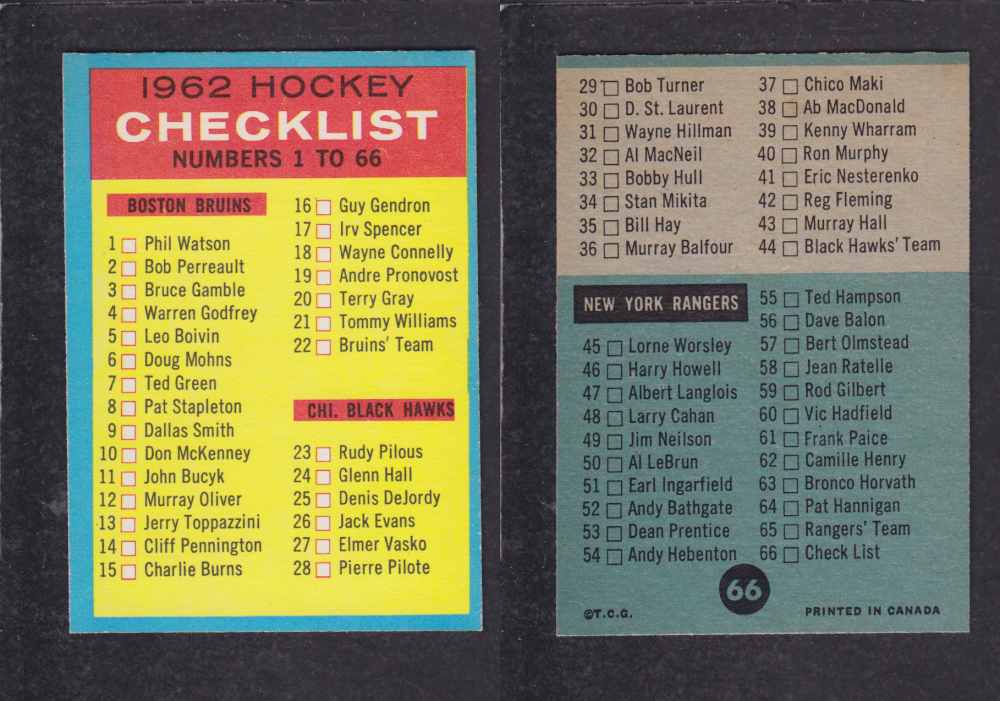 1962 HOCKEY
CHECKLIST
NUMBERS 1 TO 66
BOSTON BRUINS
1 Phil Watson
2 Bob Perreault
3 Bruce Gamble
4 Warren Godfrey
5 Leo Boivin
6 Doug Mohns
7 Ted Green
8 Pat Stapleton
9 Dallas Smith
10 Don McKenney
11 John Bucyk
12 Murray Oliver
13 Jerry Toppazzini
14 Cliff Pennington
15 Charlie Burns
16 Guy Gendron
17 Irv Spencer
18 Wayne Connelly
19 Andre Pronovost
20 Terry Gray
21 Tommy Williams
22 Bruins' Team
CHI. BLACK HAWKS
23 Rudy Pilous
24 Glenn Hall
25 Denis DeJordy
26 Jack Evans
27 Elmer Vasko
28 Pierre Pilote
29 Bob Turner
30 D. St. Laurent
31 Wayne Hillman
32 Al MacNeil
33 Bobby Hull
34 Stan Mikita
35 Bill Hay
36 Murray Balfour
37 Chico Maki
38 Ab MacDonald
39 Kenny Wharram
40 Ron Murphy
41 Eric Nesterenko
42 Reg Fleming
43 Murray Hall
44 Black Hawks' Team
NEW YORK RANGERS
45 Lorne Worsley
46 Harry Howell
47 Albert Langlois
48 Larry Cahan
49 Jim Neilson
50 Al LeBrun
51 Earl Ingarfield
52 Andy Bathgate
53 Dean Prentice
54 Andy Hebenton
55 Ted Hampson
56 Dave Balon
57 Bert Olmstead
58 Jean Ratelle
59 Rod Gilbert
60 Vic Hadfield
61 Frank Paice
62 Camille Henry
63 Bronco Horvath
64 Pat Hannigan
65 Rangers' Team
66 Check List
66
©T.C.G.
PRINTED IN CANADA